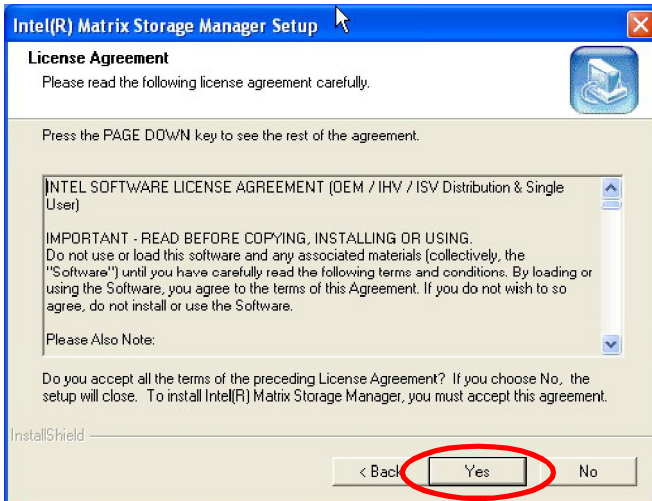 Intel(R) Matrix Storage Manager Setup
License Agreement
Please read the following license agreement carefully.
Press the PAGE DOWN key to see the rest of the agreement.
INTEL SOFTWARE LICENSE AGREEMENT (OEM / IHV / ISV Distribution & Single
User)
IMPORTANT - READ BEFORE COPYING, INSTALLING OR USING.
Do not use or load this software and any associated materials (collectively, the
"Software") until you have carefully read the following terms and conditions. By loading or
using the Software, you agree to the terms of this Agreement. If you do not wish to so
agree, do not install or use the Software.
Please Also Note:
Do you accept all the terms of the preceding License Agreement? If you choose No, the
setup will close. To install Intel(R) Matrix Storage Manager, you must accept this agreement.
InstallShield
< Back Yes No